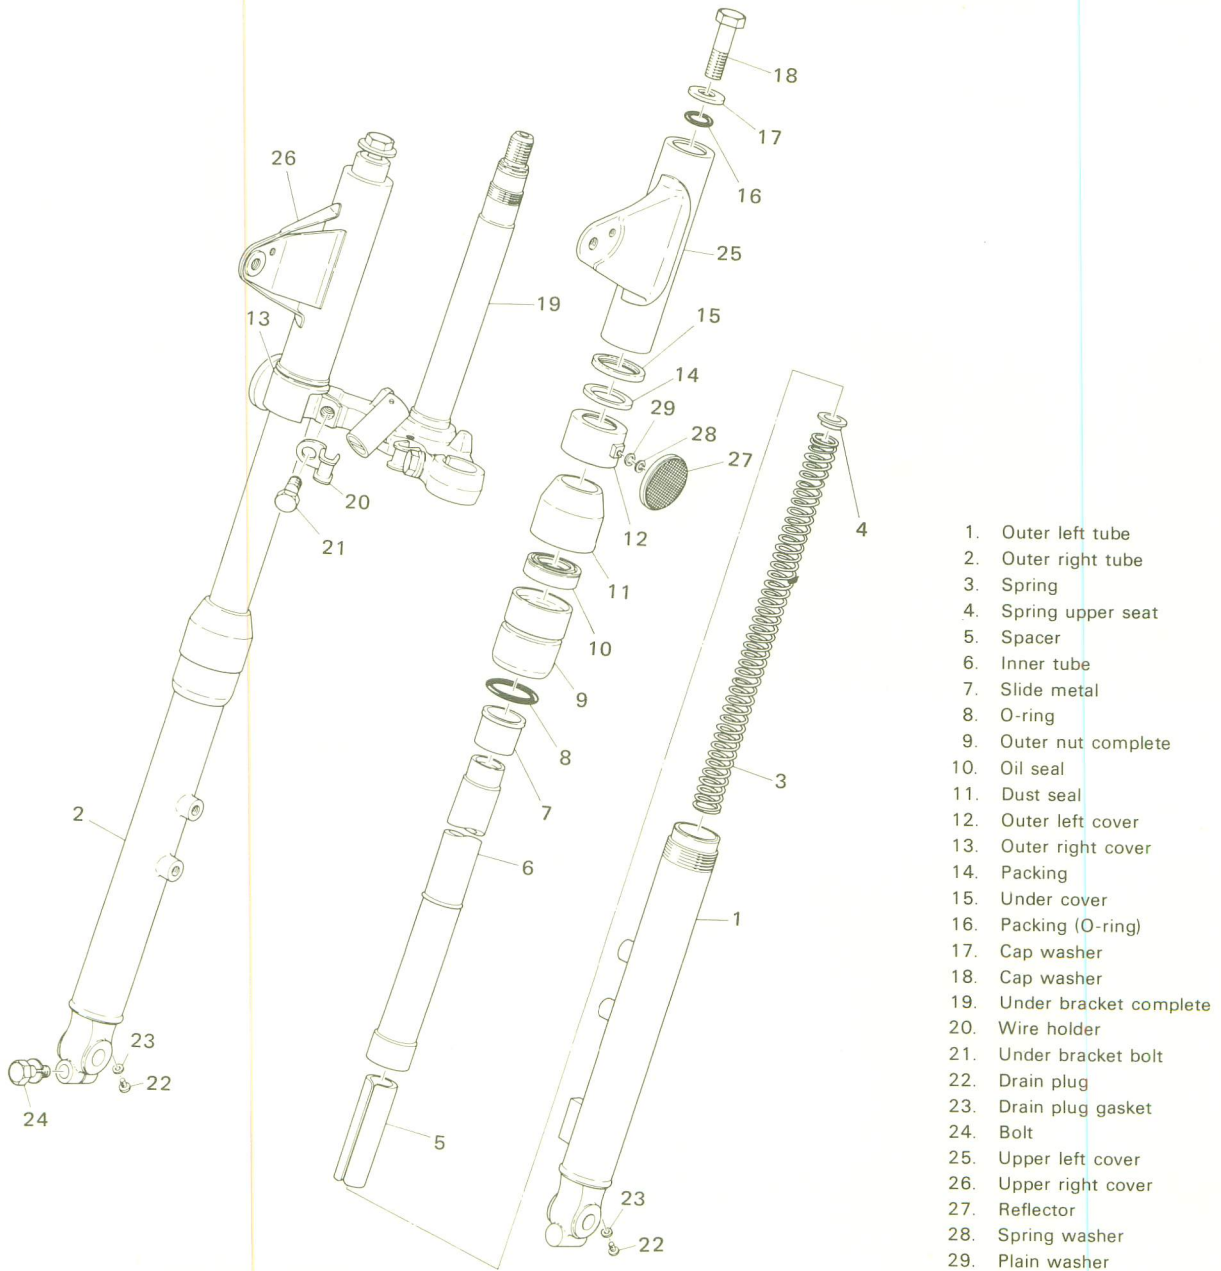 18
17
16
26
25
19
15
13
14
29
28
27
20
4
12
21
11
10
9
8
3
7
2
6
1
23
22
24
5
23
22
1. Outer left tube
2. Outer right tube
3. Spring
4. Spring upper seat
5. Spacer
6. Inner tube
7. Slide metal
8. O-ring
9. Outer nut complete
10. Oil seal
11. Dust seal
12. Outer left cover
13. Outer right cover
14. Packing
15. Under cover
16. Packing (O-ring)
17. Cap washer
18. Cap washer
19. Under bracket complete
20. Wire holder
21. Under bracket bolt
22. Drain plug
23. Drain plug gasket
24. Bolt
25. Upper left cover
26. Upper right cover
27. Reflector
28. Spring washer
29. Plain washer